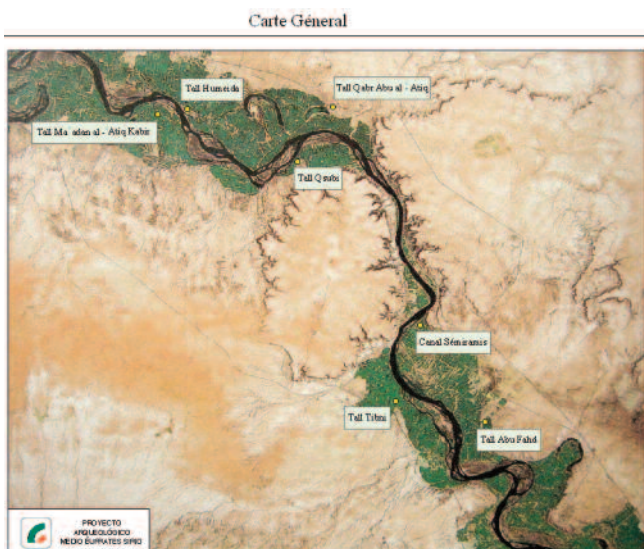 Carte Géneral
Tall Humeida
Tall Qabr Abu al - Atiq
Tall Ma adan al - Atiq Kabir
Tall Qsubi
Canal Sémiramis
Tall Tibni
Tall Abu Fahd
PROYECTO
ARQUEOLÓGICO
MEDIO ÉUFRATES SIRIO